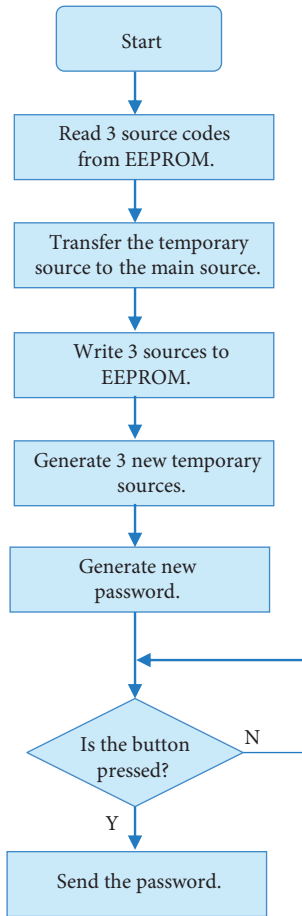 Start
Read 3 source codes
from EEPROM.
Transfer the temporary
source to the main source.
Write 3 sources to
EEPROM.
Generate 3 new temporary
sources.
Generate new
password.
Is the button
pressed?
N
Y
Send the password.